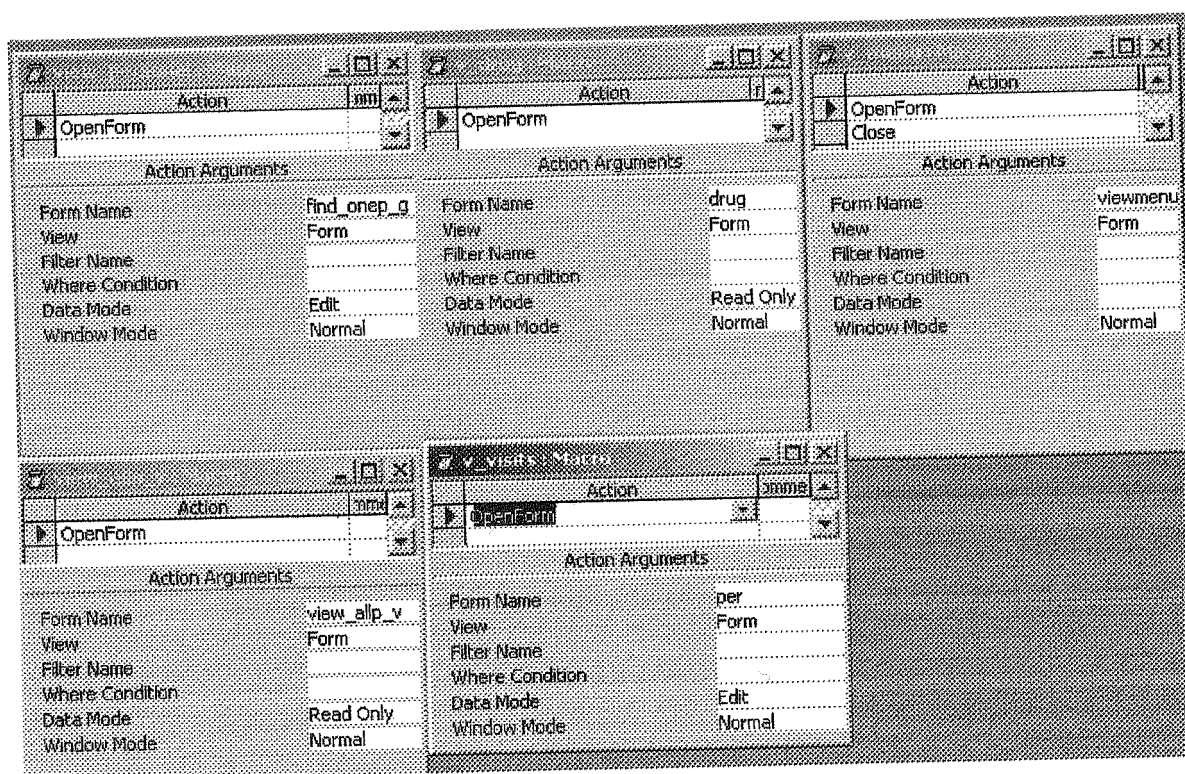 Action
OpenForm
Action Arguments
Form Name find_onep_g
View Form
Filter Name
Where Condition
Data Mode Edit
Window Mode Normal
Action
OpenForm
Action Arguments
Form Name drug
View Form
Filter Name
Where Condition
Data Mode Read Only
Window Mode Normal
Action
OpenForm
Close
Action Arguments
Form Name viewmenu
View Form
Filter Name
Where Condition
Data Mode
Window Mode Normal
Action
OpenForm
Action Arguments
Form Name view_allp_v
View Form
Filter Name
Where Condition
Data Mode Read Only
Window Mode Normal
Action
OpenForm
Action Arguments
Form Name per
View Form
Filter Name
Where Condition
Data Mode Edit
Window Mode Normal